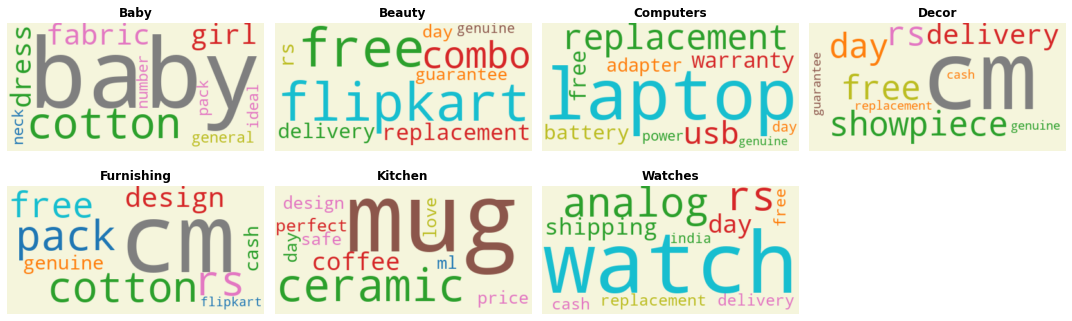 Baby
fabric girl
dress
baby
number
pack
ideal
cotton
neck
general
Beauty
day genuine
free
rs
combo
guarantee
flipkart
delivery replacement
Computers
replacement
free
adapter warranty
laptop
battery
power usb
day
genuine
Decor
rs delivery
day
guarantee
free
cash
cm
replacement
showpiece genuine
Furnishing
free design
pack
cm
cash
genuine
cotton rs
flipkart
Kitchen
design
mug
love
perfect
safe
day
coffee ml
ceramic
price
Watches
analog rs
free
shipping day
india
watch
cash replacement delivery